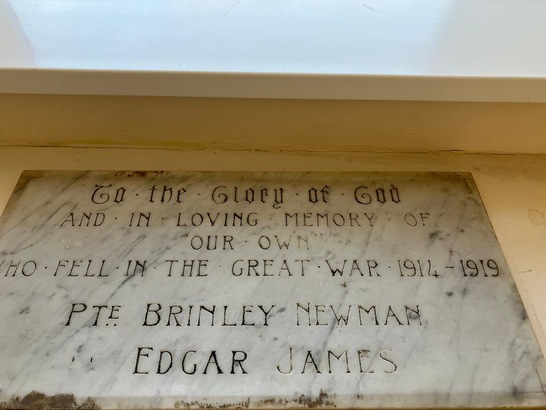 To · the · Glory · of · God
AND · IN · LOVING · MEMORY · OF
OUR · OWN
WHO · FELL · IN · THE · GREAT · WAR · 1914-1919
PTE BRINLEY NEWMAN
" EDGAR JAMES